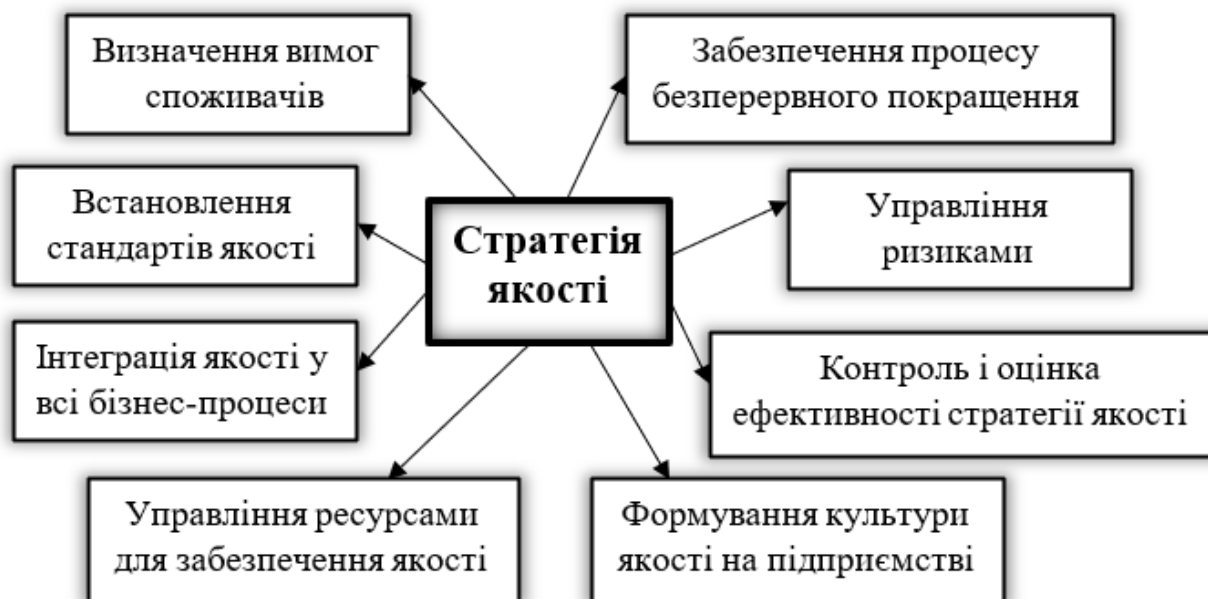 Визначення вимог
споживачів
Забезпечення процесу
безперервного покращення
Встановлення
стандартів якості
Стратегія
якості
Управління
ризиками
Інтеграція якості у
всі бізнес-процеси
Контроль і оцінка
ефективності стратегії якості
Управління ресурсами
для забезпечення якості
Формування культури
якості на підприємстві